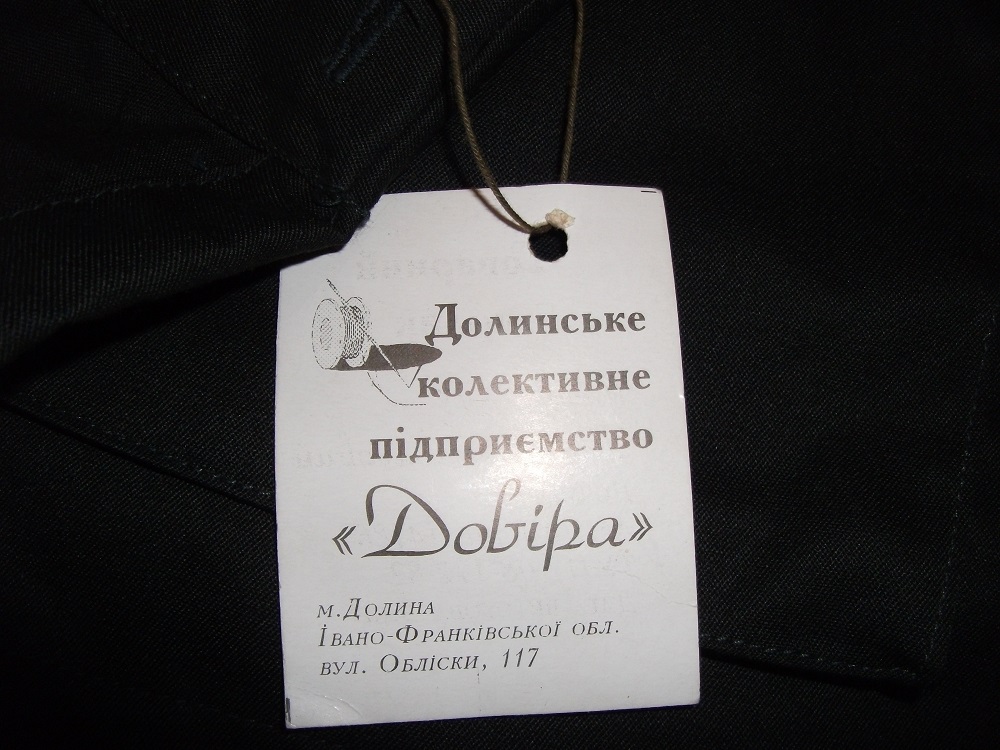 Долинське
колективне
підприємство
«Довіра»
м.Долина
Івано-Франківської обл.
вул. Обліски, 117